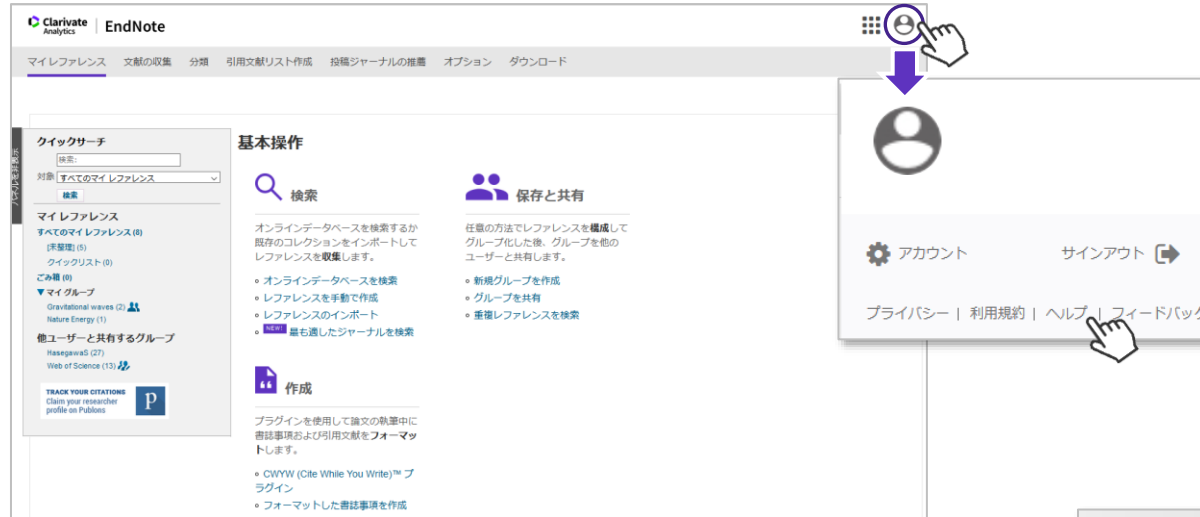 Clarivate
Analytics
EndNote
マイレファレンス 文献の収集 分類 引用文献リスト作成 投稿ジャーナルの推薦 オプション ダウンロード
パネルを非表示
クイックサーチ
検索:
対象 すべてのマイ レファレンス
検索
マイ レファレンス
すべてのマイ レファレンス (8)
[未整理] (5)
クイックリスト (0)
ごみ箱 (0)
▼ マイ グループ
Gravitational waves (2)
Nature Energy (1)
他ユーザーと共有するグループ
HasegawaS (27)
Web of Science (13)
TRACK YOUR CITATIONS
Claim your researcher
profile on Publons
P
基本操作
検索
オンラインデータベースを検索するか
既存のコレクションをインポートして
レファレンスを収集します。
オンラインデータベースを検索
レファレンスを手動で作成
レファレンスのインポート
NEW! 最も適したジャーナルを検索
保存と共有
任意の方法でレファレンスを構成して
グループ化した後、グループを他の
ユーザーと共有します。
新規グループを作成
グループを共有
重複レファレンスを検索
作成
プラグインを使用して論文の執筆中に
書誌事項および引用文献をフォーマッ
トします。
CWYW (Cite While You Write)™ プ
ラグイン
フォーマットした書誌事項を作成
アカウント サインアウト
プライバシー | 利用規約 | ヘルプ | フィードバック